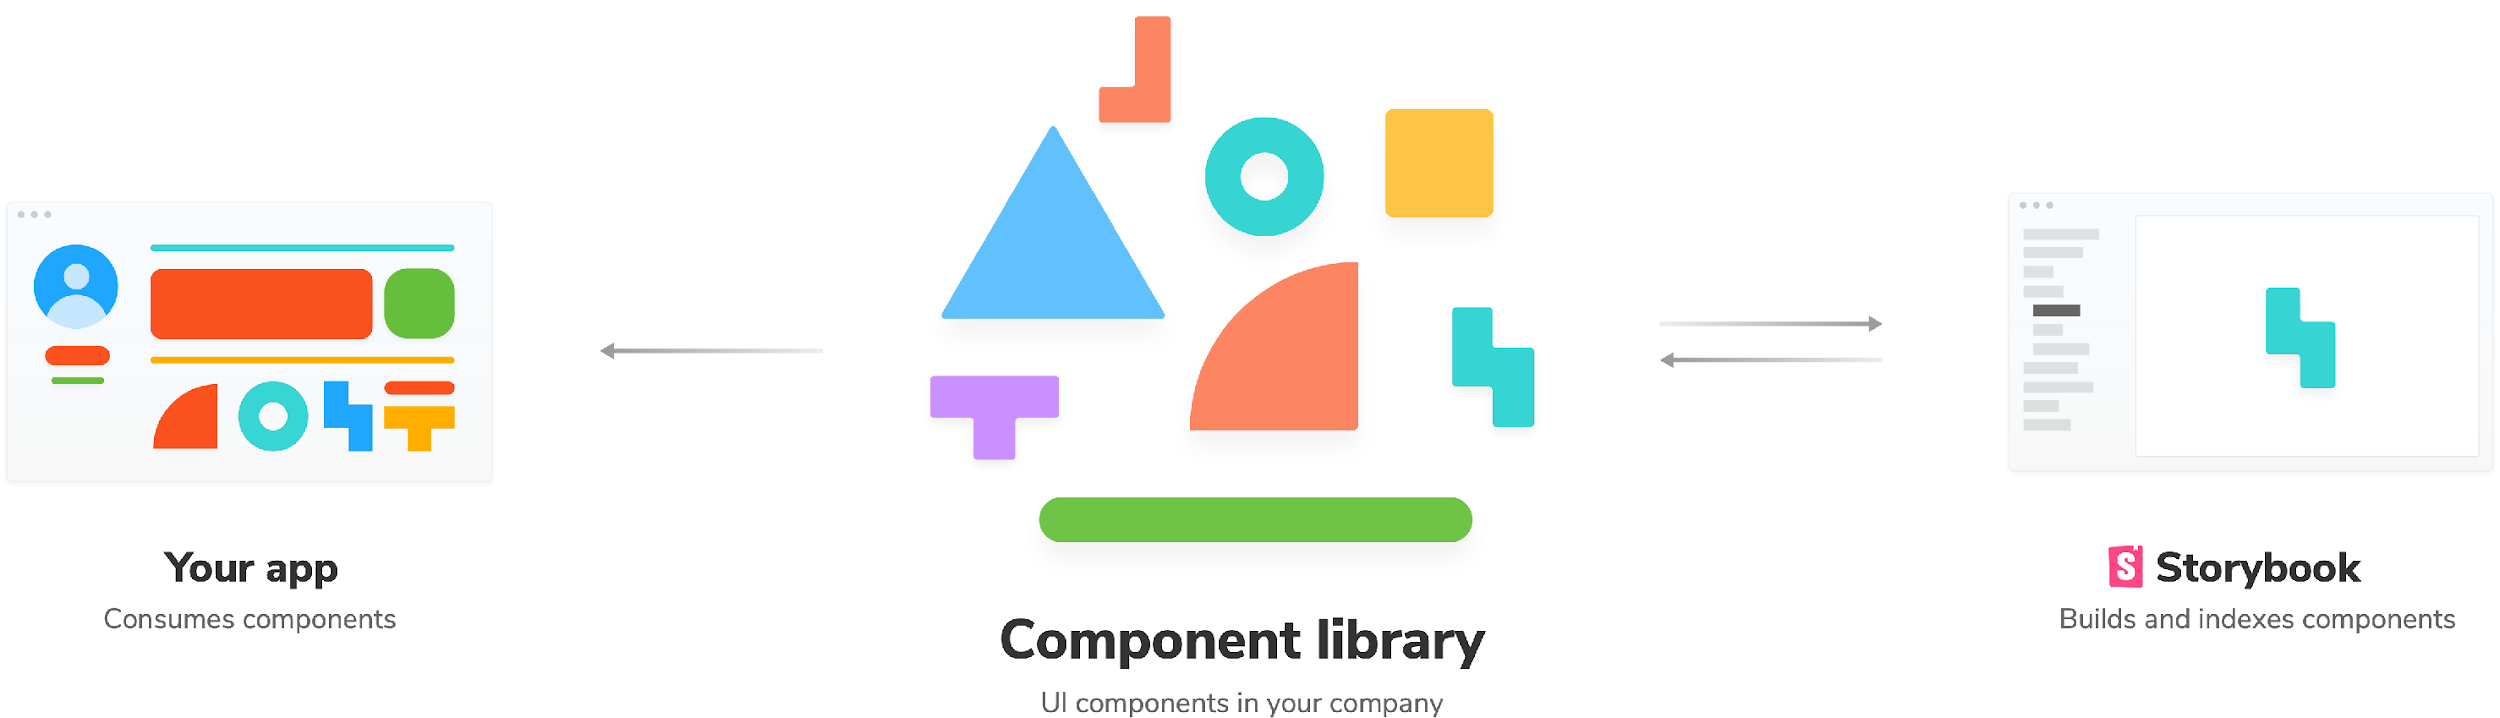 Your app
Consumes components
Component library
UI components in your company
S Storybook
Builds and indexes components